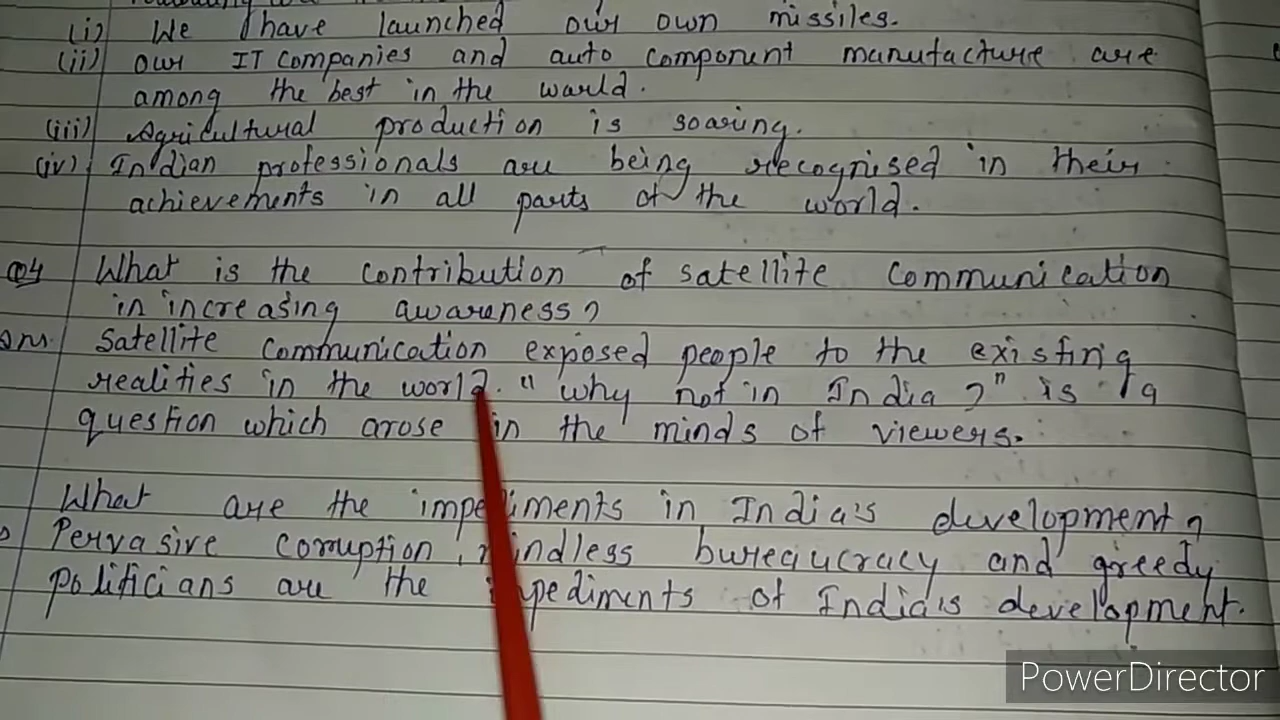 (i) We have launched our own missiles.
(ii) our IT companies and auto component manufacture are
among the best in the world.
(iii) Agricultural production is soaring.
(iv) Indian professionals are being recognised in their
achievements in all parts of the world.
Q4 What is the contribution of satellite communication
in increasing awareness?
Ans. Satellite communication exposed people to the existing
realities in the world. "why not in India?" is a
question which arose in the minds of viewers.
What are the impediments in India's development?
Pervasive corruption, mindless bureaucracy and greedy
politicians are the impediments of India's development.
PowerDirector